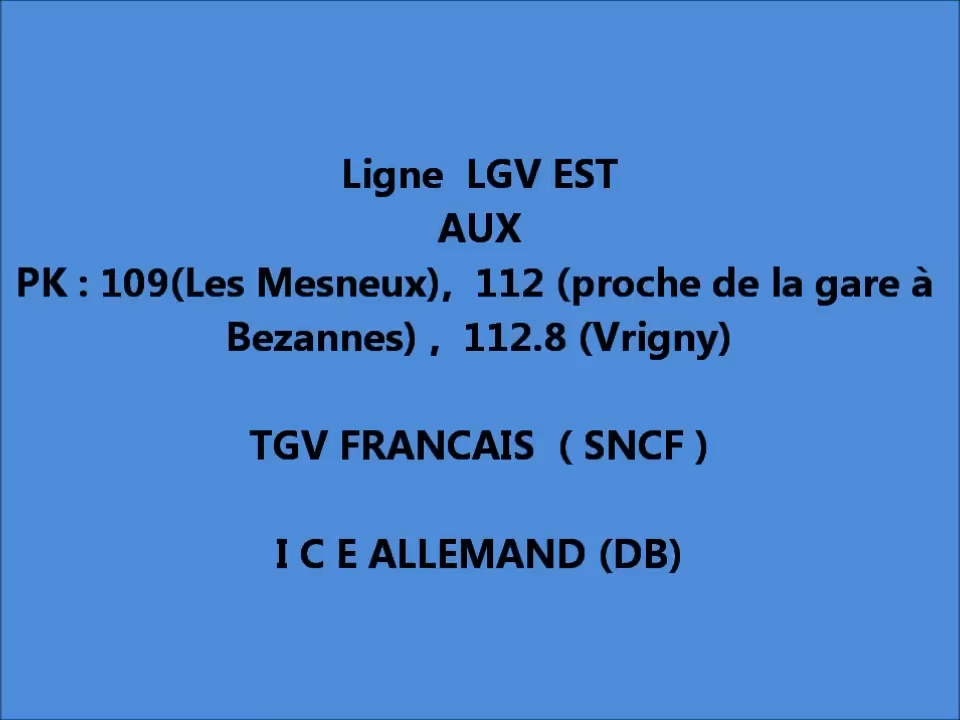 Ligne  LGV EST
AUX
PK : 109(Les Mesneux),  112 (proche de la gare à
Bezannes) ,  112.8 (Vrigny)
TGV FRANCAIS  ( SNCF )
I C E ALLEMAND (DB)